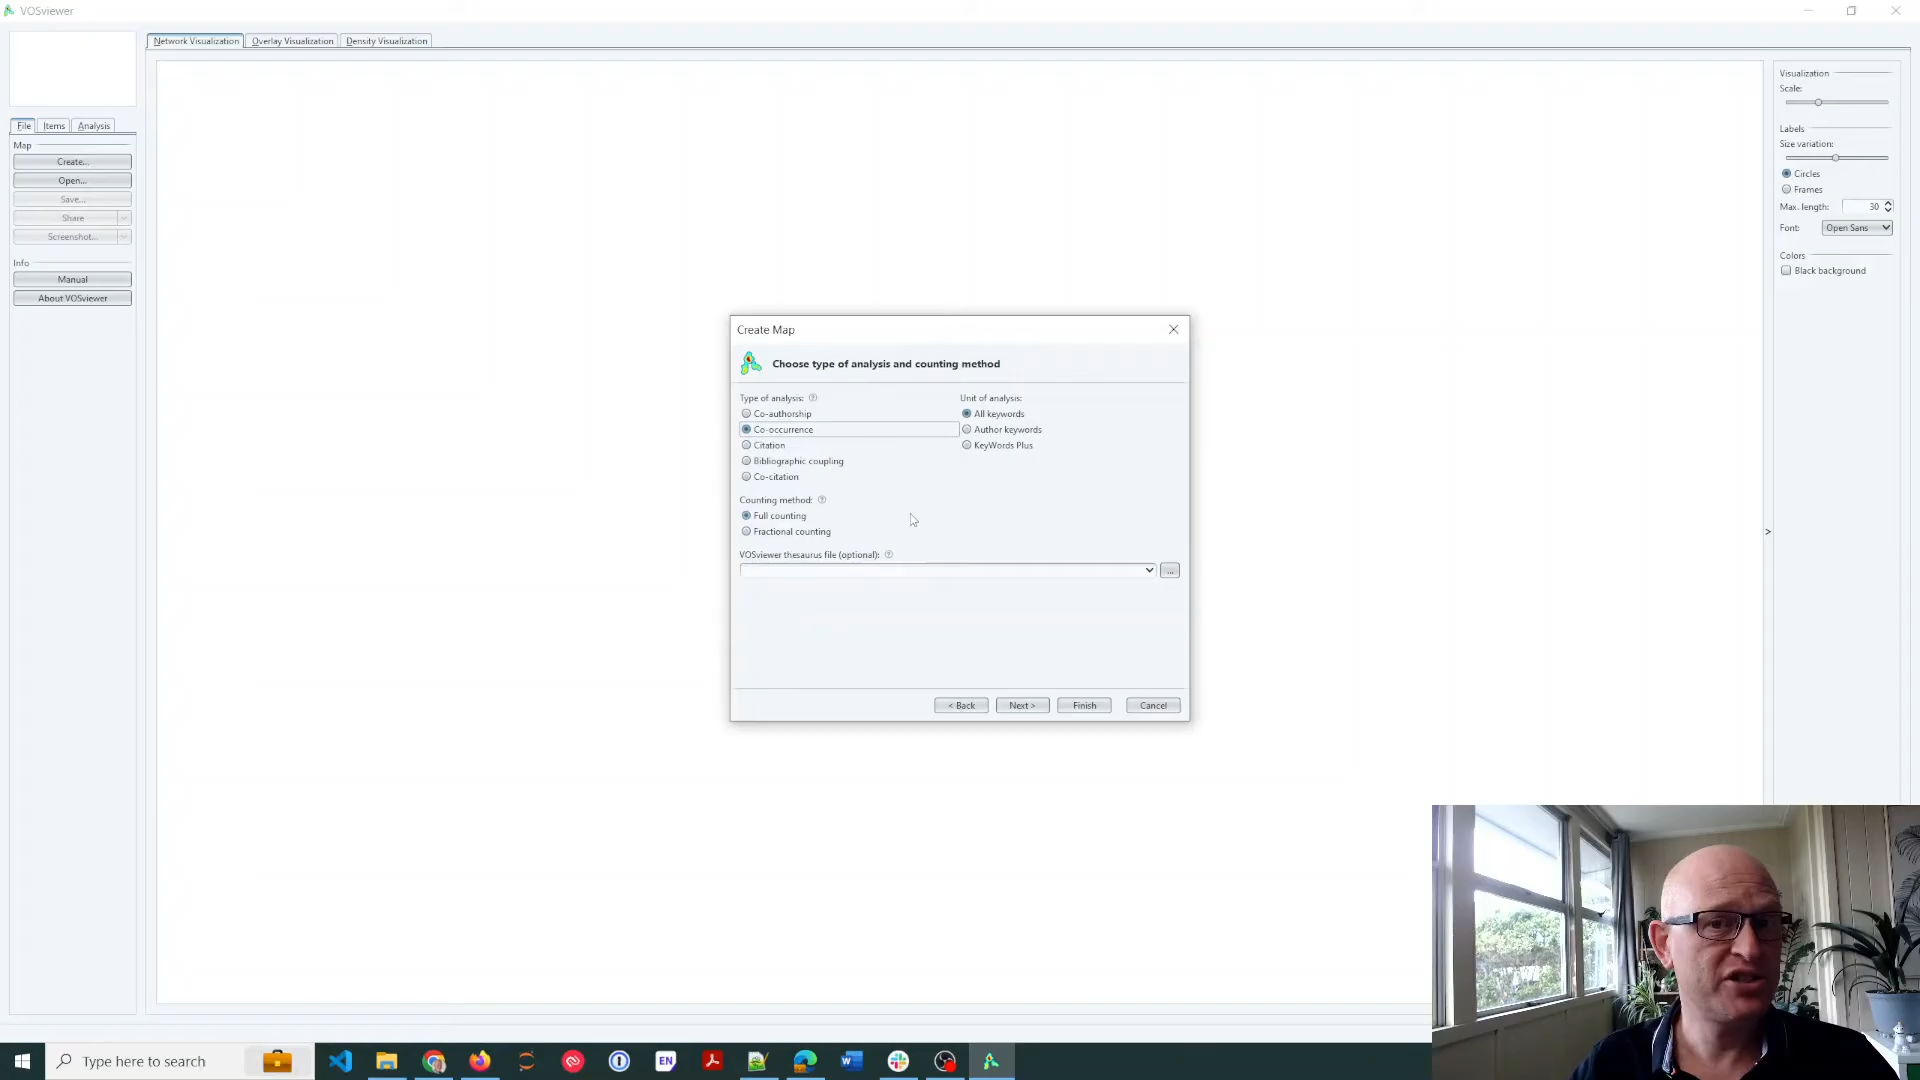 VOSviewer
Network Visualization Overlay Visualization Density Visualization
File Items Analysis
Map
Create...
Open...
Save...
Share
Screenshot...
Info
Manual
About VOSviewer
Create Map
Choose type of analysis and counting method
Type of analysis: ?
Co-authorship
Co-occurrence
Citation
Bibliographic coupling
Co-citation
Unit of analysis:
All keywords
Author keywords
KeyWords Plus
Counting method: ?
Full counting
Fractional counting
VOSviewer thesaurus file (optional): ?
...
< Back Next > Finish Cancel
Visualization
Scale:
Labels
Size variation:
Circles
Frames
Max. length: 30
Font: Open Sans
Colors
Black background
>
Type here to search
EN